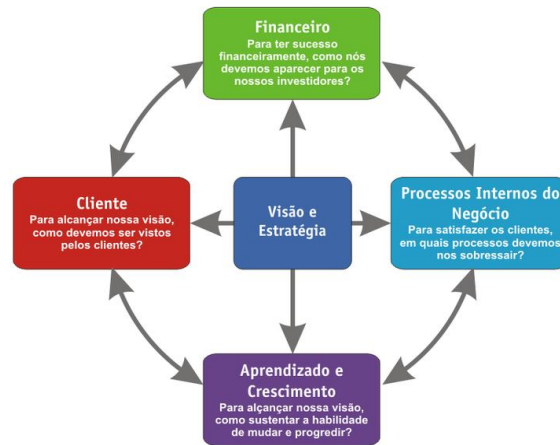 Financeiro
Para ter sucesso
financeiramente, como nós
devemos aparecer para os
nossos investidores?
Cliente
Para alcançar nossa visão,
como devemos ser vistos
pelos clientes?
Visão e
Estratégia
Processos Internos do
Negócio
Para satisfazer os clientes,
em quais processos devemos
nos sobressair?
Aprendizado e
Crescimento
Para alçançar nossa visão,
como sustentar a habilidade
de mudar e progredir?